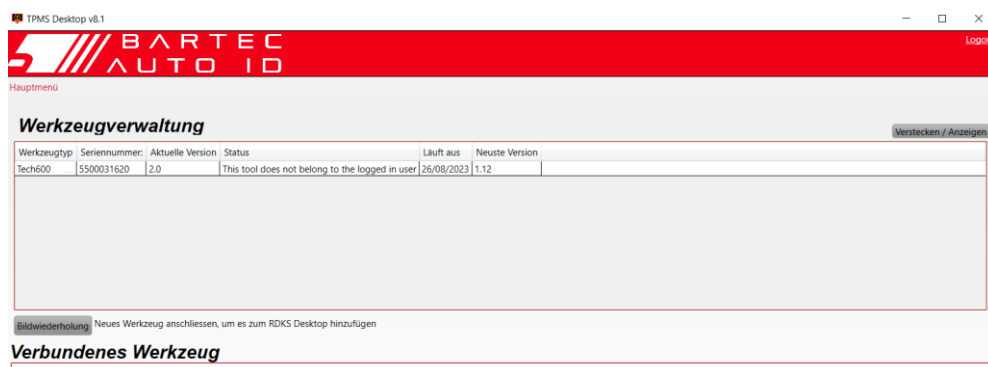 TPMS Desktop v8.1
BARTEC
AUTO ID
Hauptmenü
Werkzeugverwaltung
Verstecken / Anzeigen
Werkzeugtyp Seriennummer: Aktuelle Version Status Läuft aus Neuste Version
Tech600 ... 5500031620 2.0 This tool does not belong to the logged in user 26/08/2023 1.12
Bildwiederholung Neues Werkzeug anschliessen, um es zum RDKS Desktop hinzufügen
Verbundenes Werkzeug